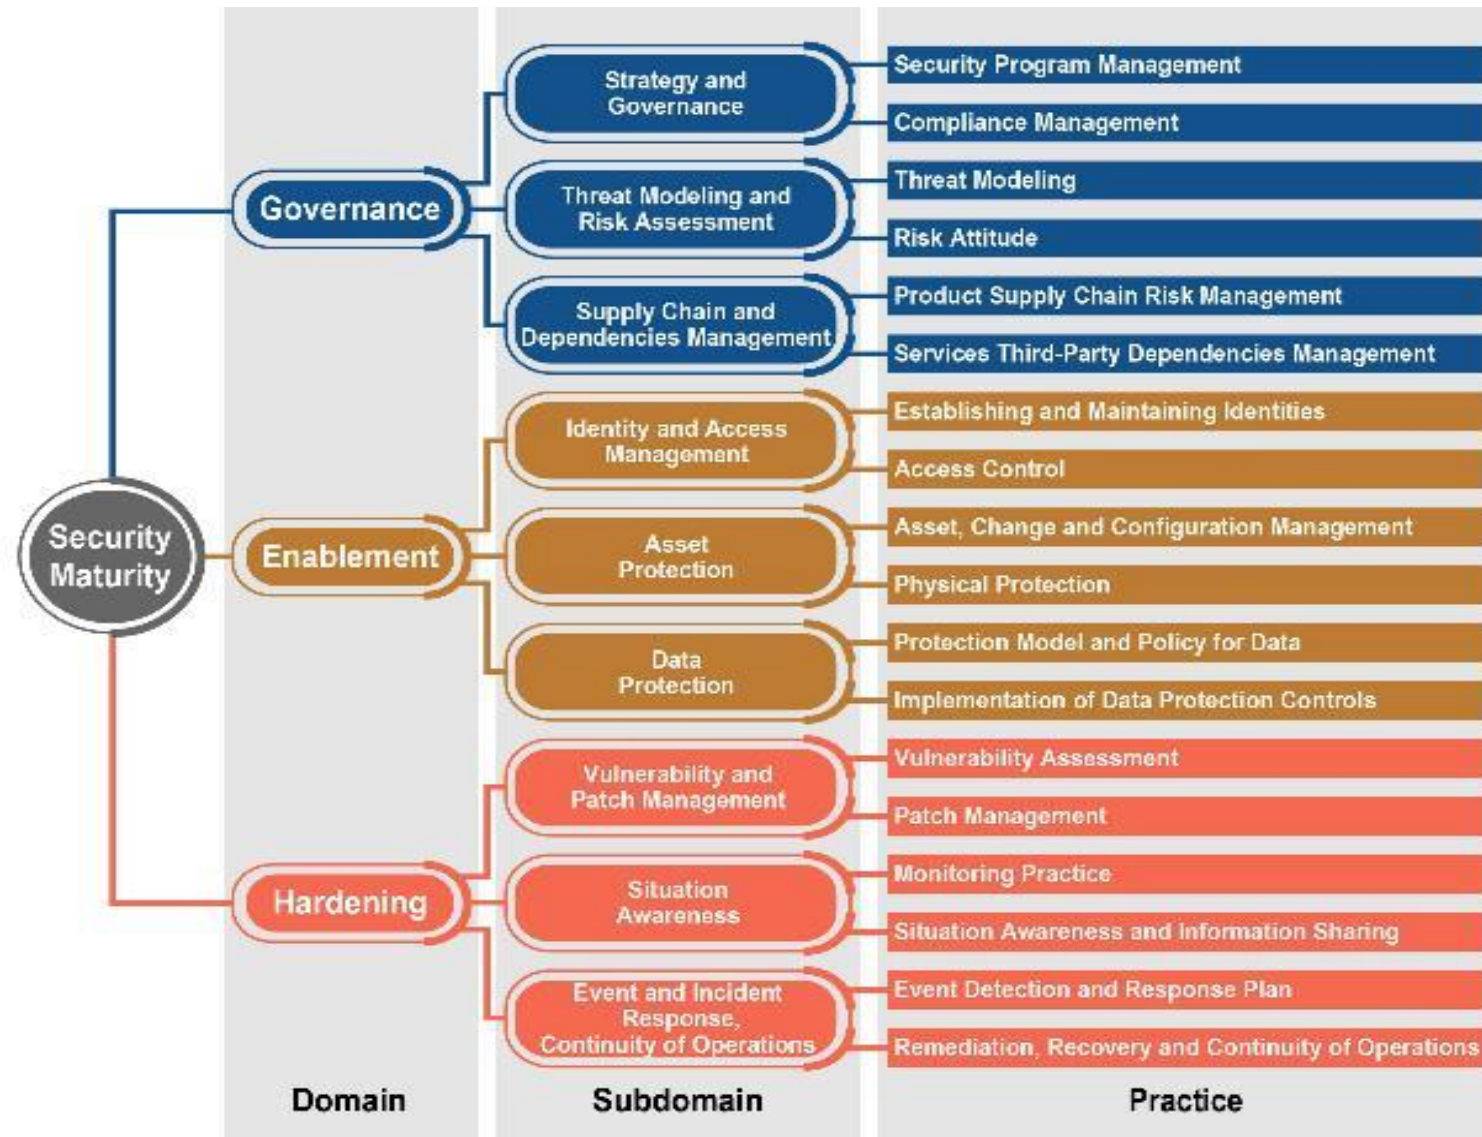 Security
Maturity
Governance
Strategy and
Governance
Security Program Management
Compliance Management
Threat Modeling and
Risk Assessment
Threat Modeling
Risk Attitude
Supply Chain and
Dependencies Management
Product Supply Chain Risk Management
Services Third-Party Dependencies Management
Enablement
Identity and Access
Management
Establishing and Maintaining Identities
Access Control
Asset
Protection
Asset, Change and Configuration Management
Physical Protection
Data
Protection
Protection Model and Policy for Data
Implementation of Data Protection Controls
Hardening
Vulnerability and
Patch Management
Vulnerability Assessment
Patch Management
Situation
Awareness
Monitoring Practice
Situation Awareness and Information Sharing
Event and Incident
Response,
Continuity of Operations
Event Detection and Response Plan
Remediation, Recovery and Continuity of Operations
Domain
Subdomain
Practice